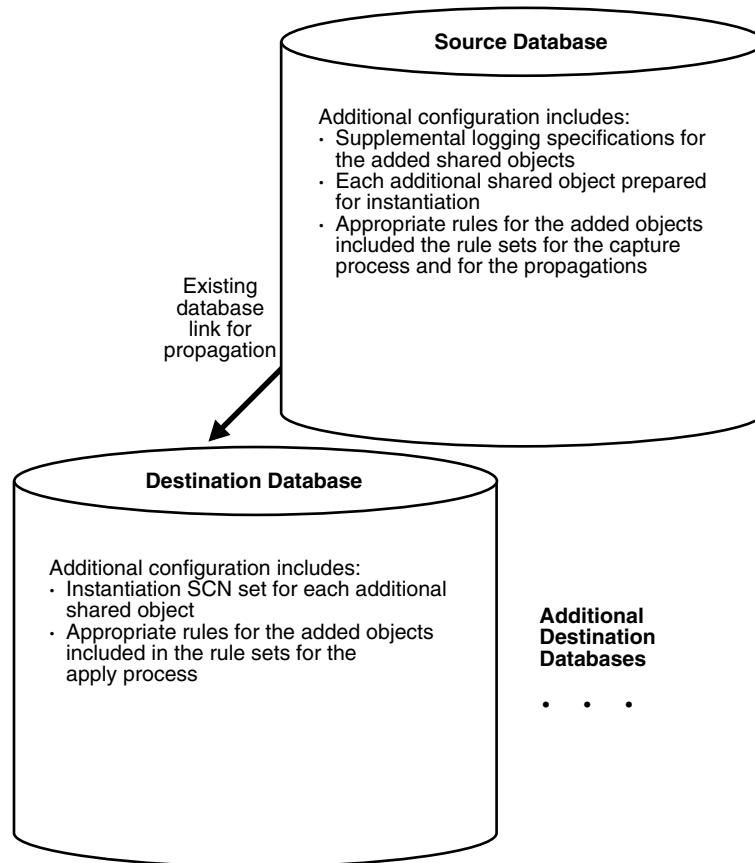 Source Database
Additional configuration includes:
· Supplemental logging specifications for
the added shared objects
· Each additional shared object prepared
for instantiation
· Appropriate rules for the added objects
included the rule sets for the capture
process and for the propagations
Existing
database
link for
propagation
Destination Database
Additional configuration includes:
· Instantiation SCN set for each additional
shared object
· Appropriate rules for the added objects
included in the rule sets for the
apply process
Additional
Destination
Databases
. . .